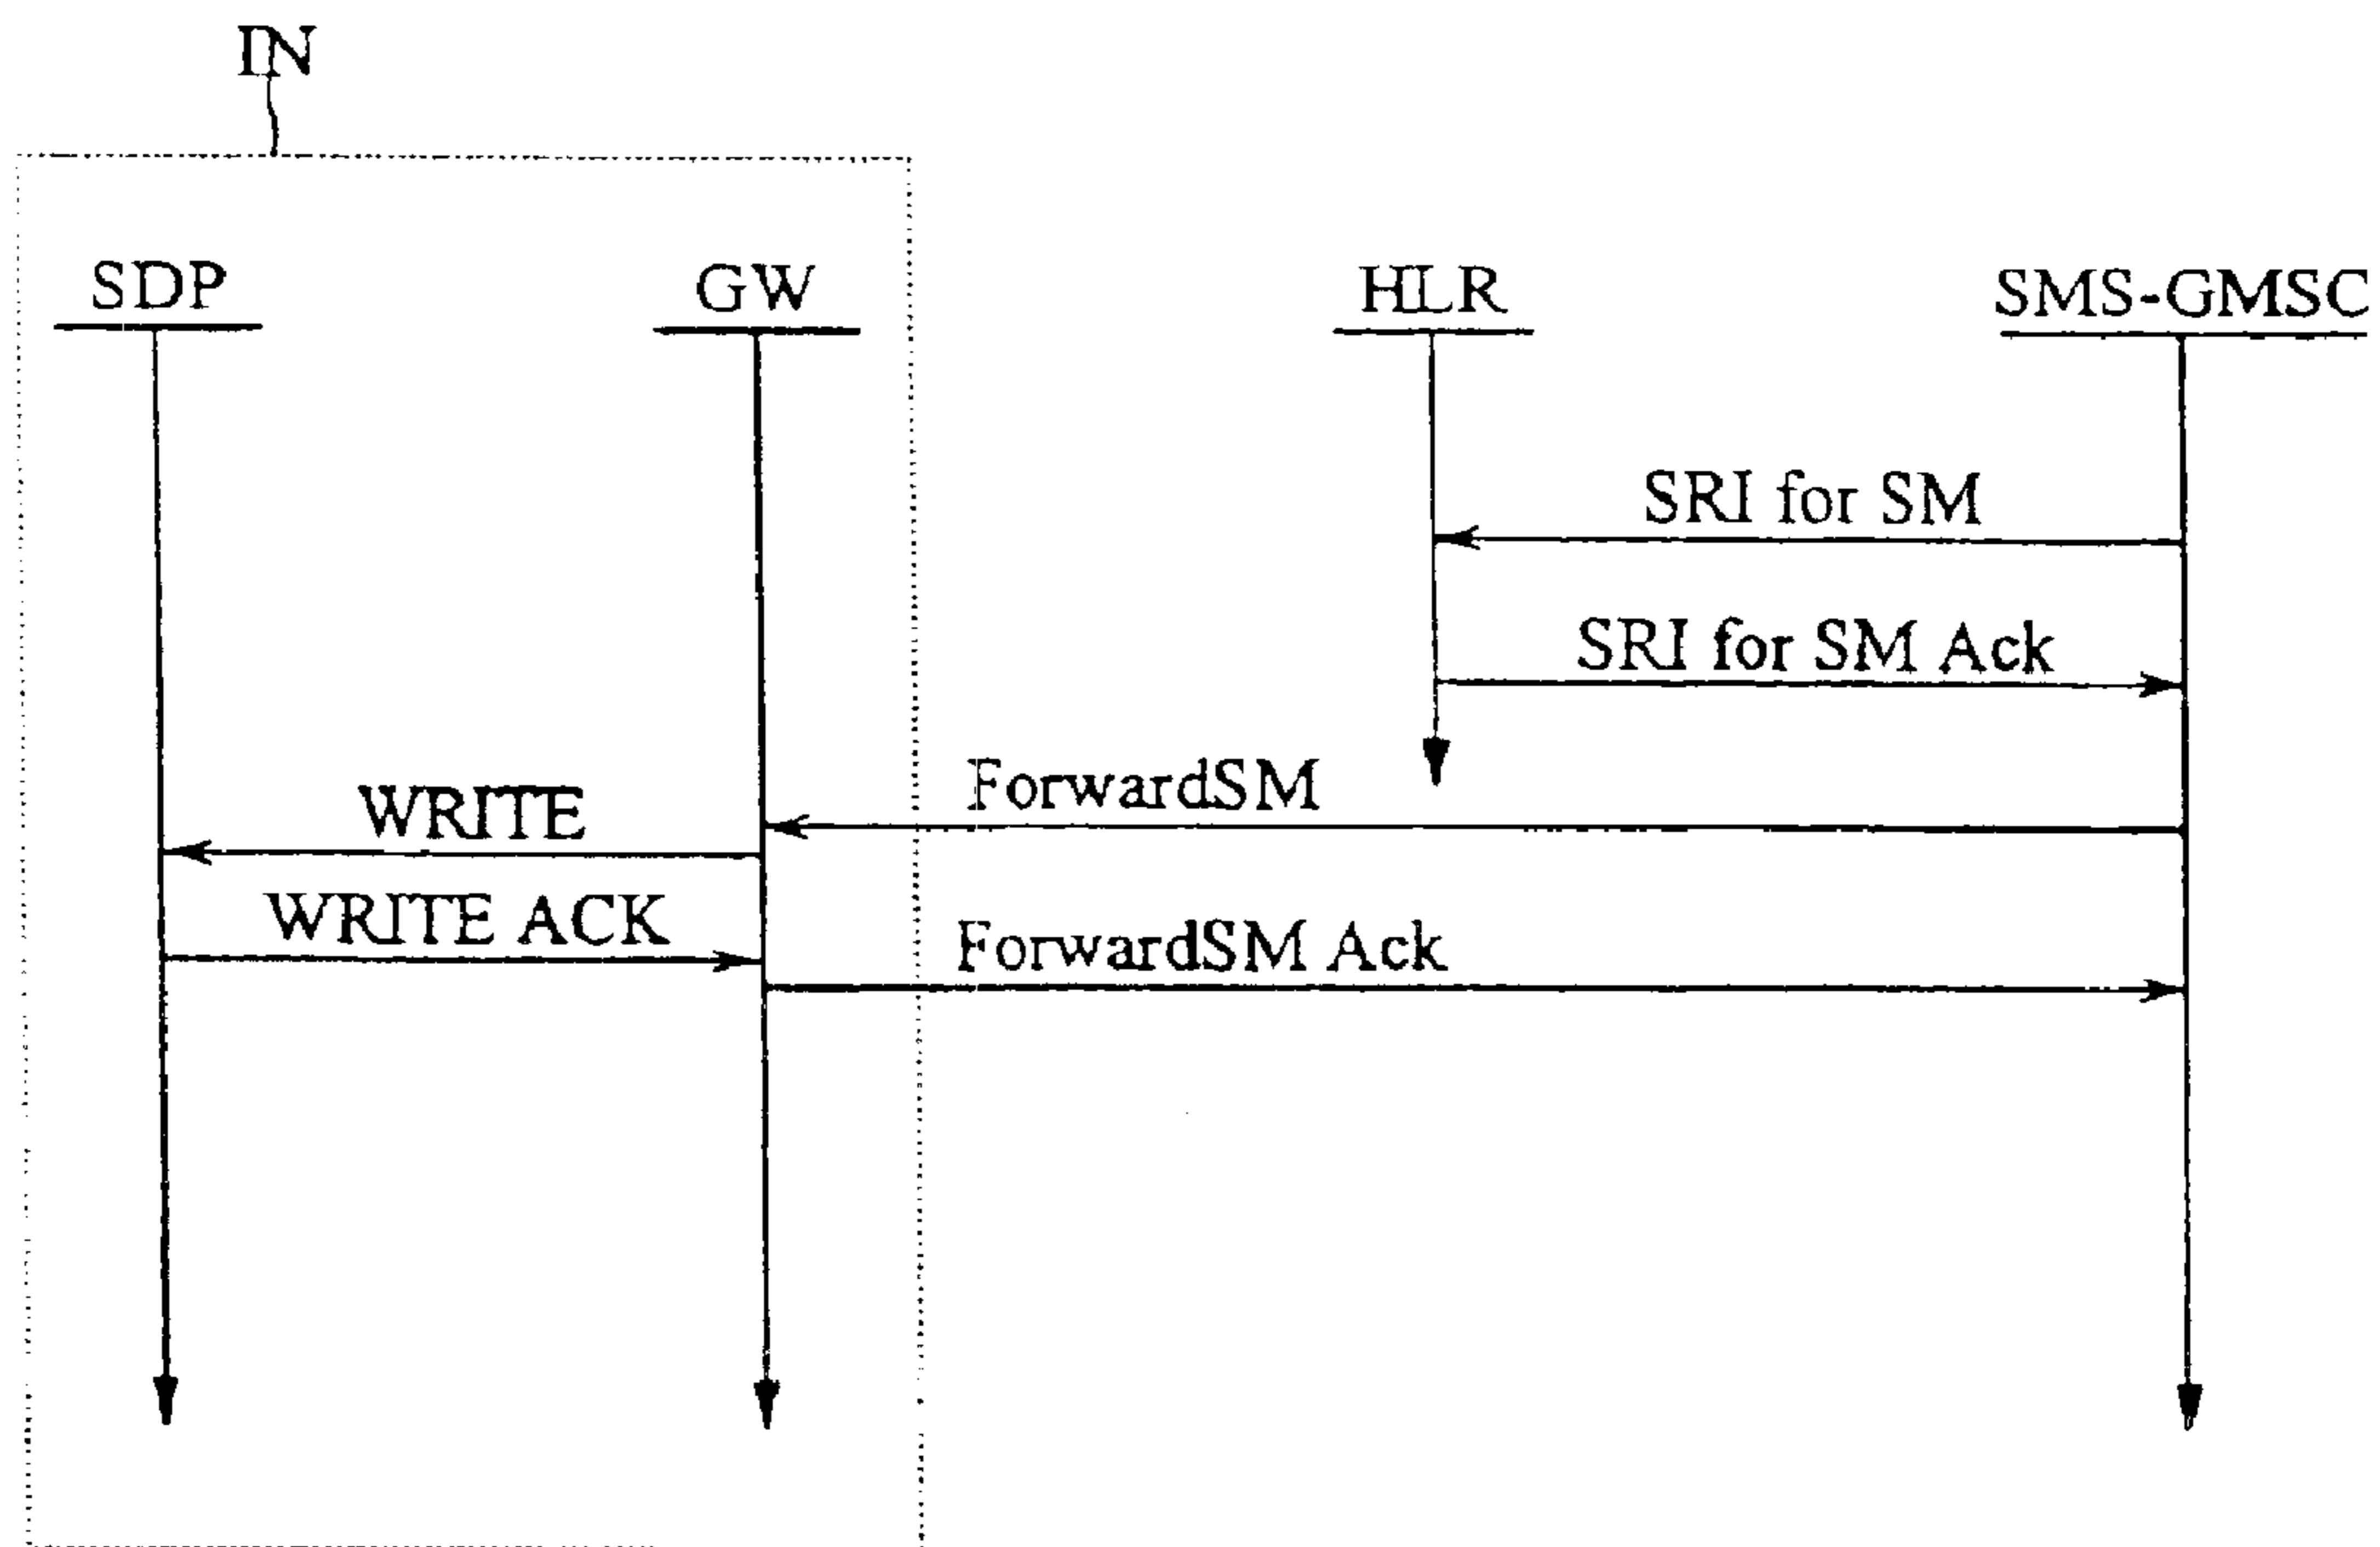 IN
SDP
GW
HLR
SMS-GMSC
SRI for SM
SRI for SM Ack
ForwardSM
WRITE
WRITE ACK
ForwardSM Ack